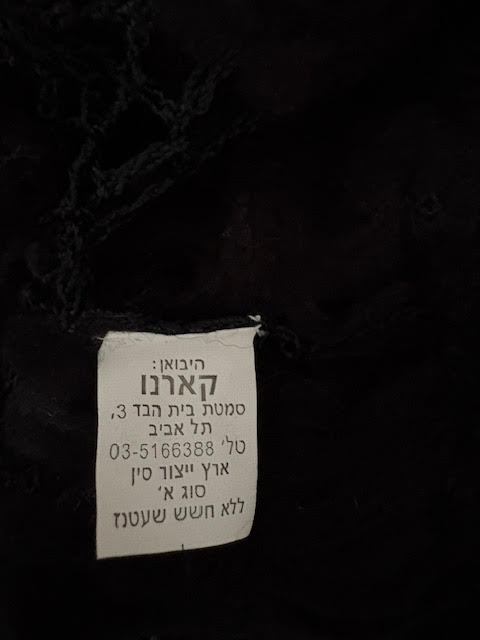 היבואן:
קארנו
סמטת בית הבד 3,
תל אביב
טל' 03-5166388
ארץ ייצור סין
סוג א'
ללא חשש שעטנז